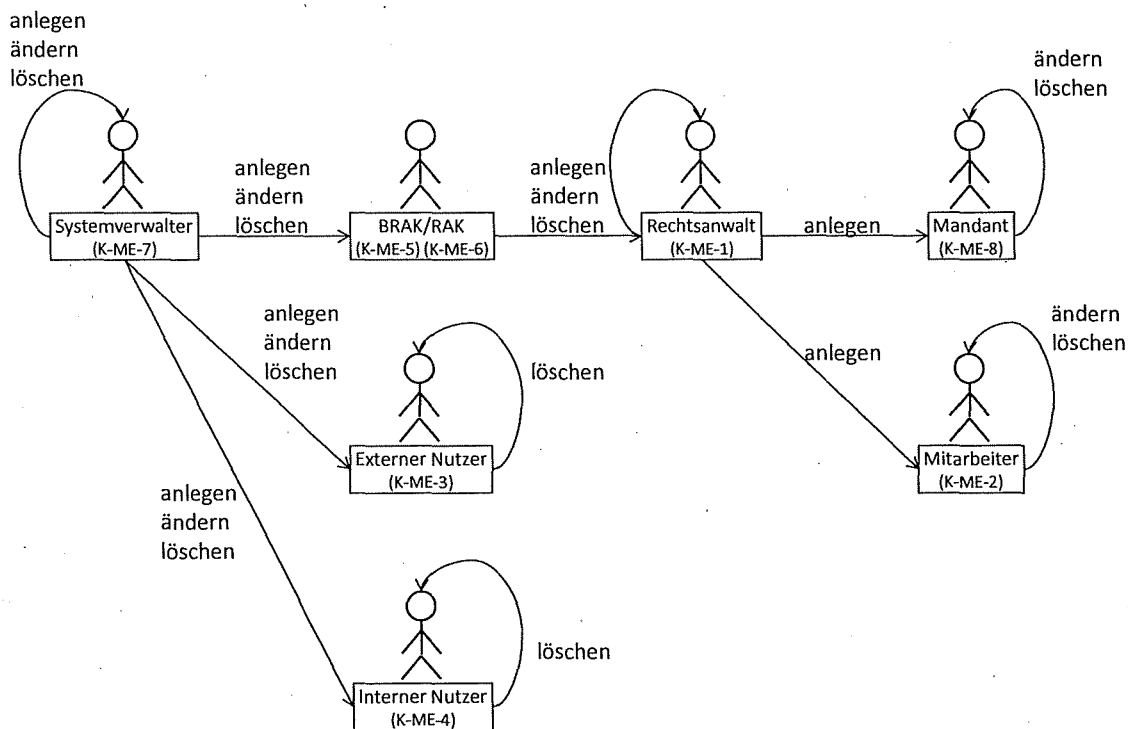 anlegen
ändern
löschen
ändern
löschen
anlegen
ändern
löschen
anlegen
ändern
löschen
Systemverwalter
(K-ME-7)
BRAK/RAK
(K-ME-5) (K-ME-6)
Rechtsanwalt
(K-ME-1)
anlegen
Mandant
(K-ME-8)
anlegen
ändern
löschen
löschen
anlegen
ändern
löschen
Externer Nutzer
(K-ME-3)
Mitarbeiter
(K-ME-2)
anlegen
ändern
löschen
löschen
Interner Nutzer
(K-ME-4)